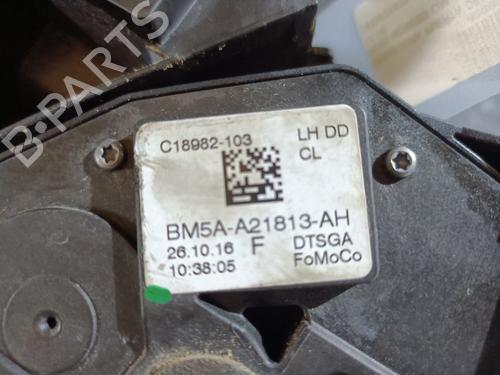 B-PARTS
C18982-103 LH DD
CL
BM5A-A21813-AH
26.10.16 F DTSGA
10:38:05 FoMoCo